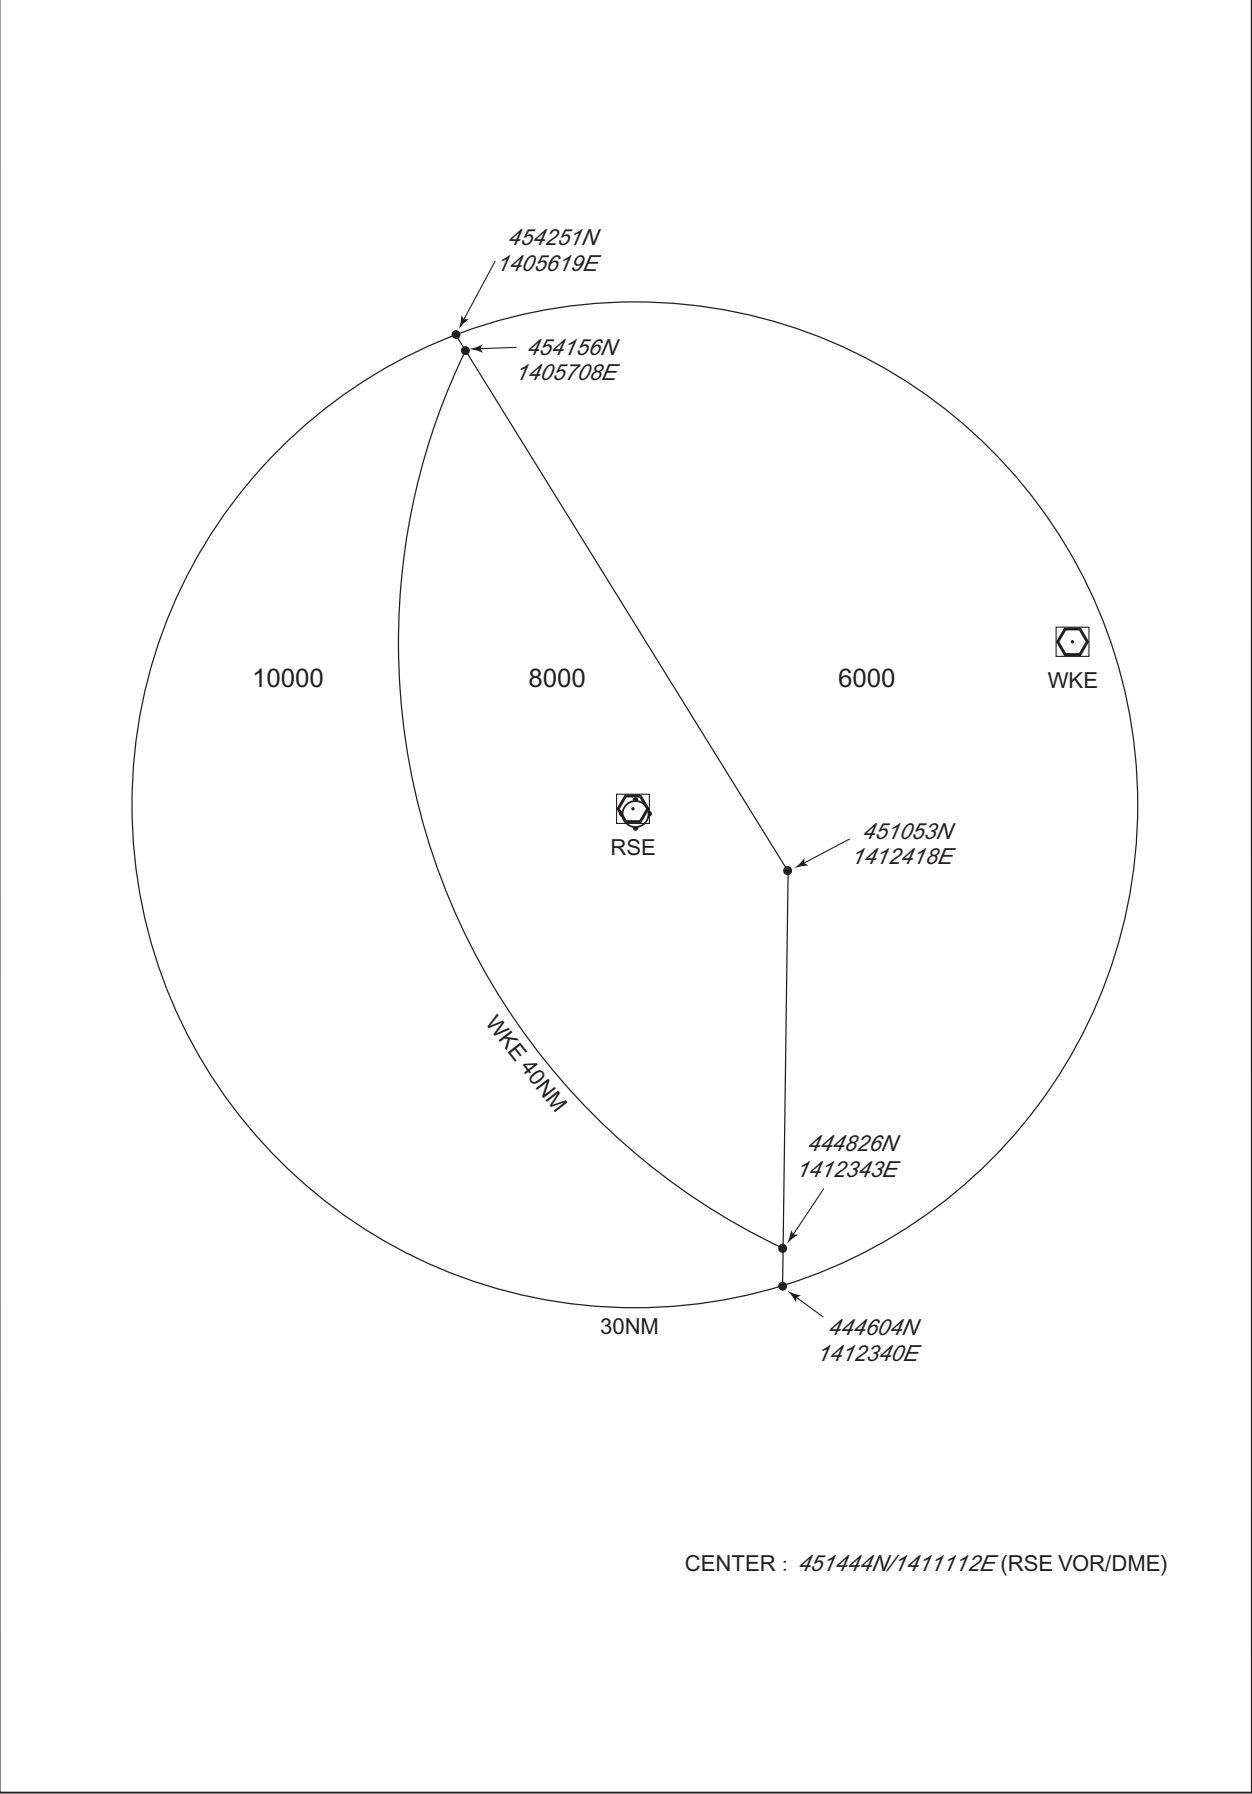 454251N
1405619E
454156N
1405708E
10000
8000
6000
WKE
RSE
451053N
1412418E
WKE 40NM
444826N
1412343E
30NM
444604N
1412340E
CENTER : 451444N/1411112E (RSE VOR/DME)